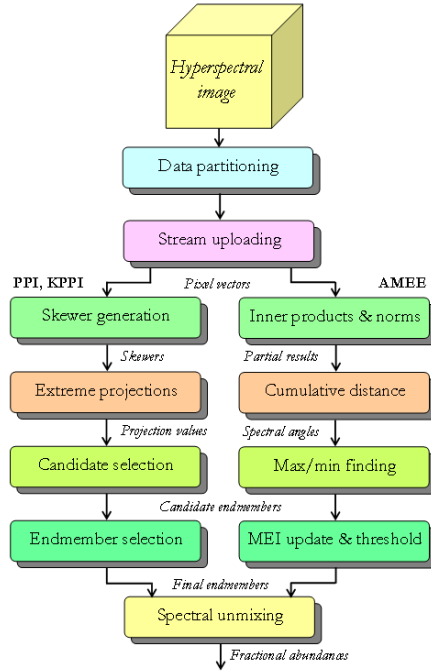 Hyperspectral
image
Data partitioning
Stream uploading
PPI, KPPI
Pixel vectors
AMEE
Skewer generation
Inner products & norms
Skewers
Partial results
Extreme projections
Cumulative distance
Projection values
Spectral angles
Candidate selection
Max/min finding
Candidate endmembers
Endmember selection
MEI update & threshold
Final endmembers
Spectral unmixing
Fractional abundances